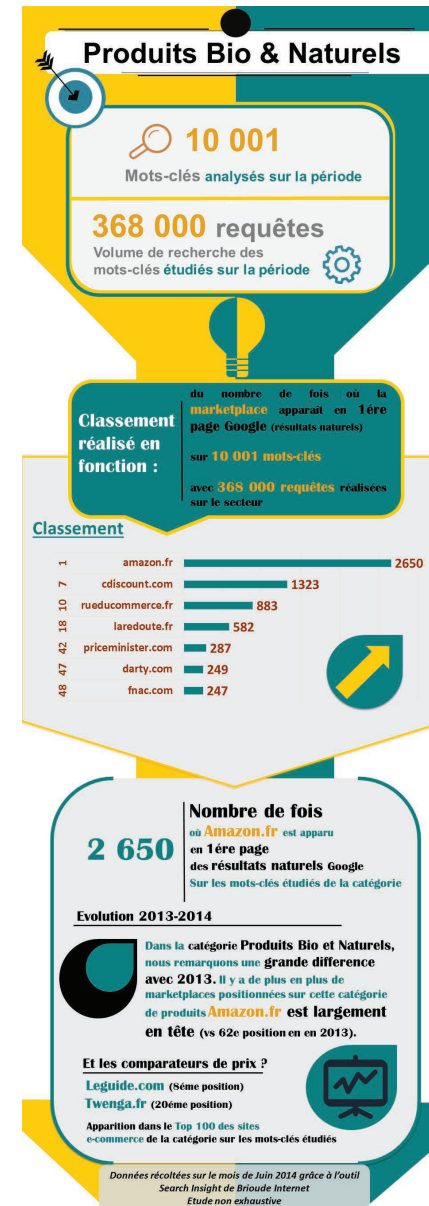 Produits Bio & Naturels
10 001
Mots-clés analysés sur la période
368 000 requêtes
Volume de recherche des
mots-clés étudiés sur la période
Classement
réalisé en
fonction :
du nombre de fois où la
marketplace apparait en 1ére
page Google (résultats naturels)
sur 10 001 mots-clés
avec 368 000 requêtes réalisées
sur le secteur
Classement
1 amazon.fr 2650
7 cdiscount.com 1323
10 rueducommerce.fr 883
18 laredoute.fr 582
42 priceminister.com 287
47 darty.com 249
48 fnac.com 247
2 650
Nombre de fois
où Amazon.fr est apparu
en 1ére page
des résultats naturels Google
Sur les mots-clés étudiés de la catégorie
Evolution 2013-2014
Dans la catégorie Produits Bio et Naturels,
nous remarquons une grande difference
avec 2013. Il y a de plus en plus de
marketplaces positionnées sur cette catégorie
de produits Amazon.fr est largement
en tête (vs 62e position en en 2013).
Et les comparateurs de prix ?
Leguide.com (8éme position)
Twenga.fr (20éme position)
Apparition dans le Top 100 des sites
e-commerce de la catégorie sur les mots-clés étudiés
Données récoltées sur le mois de Juin 2014 grâce à l'outil
Search Insight de Brioude Internet
Etude non exhaustive